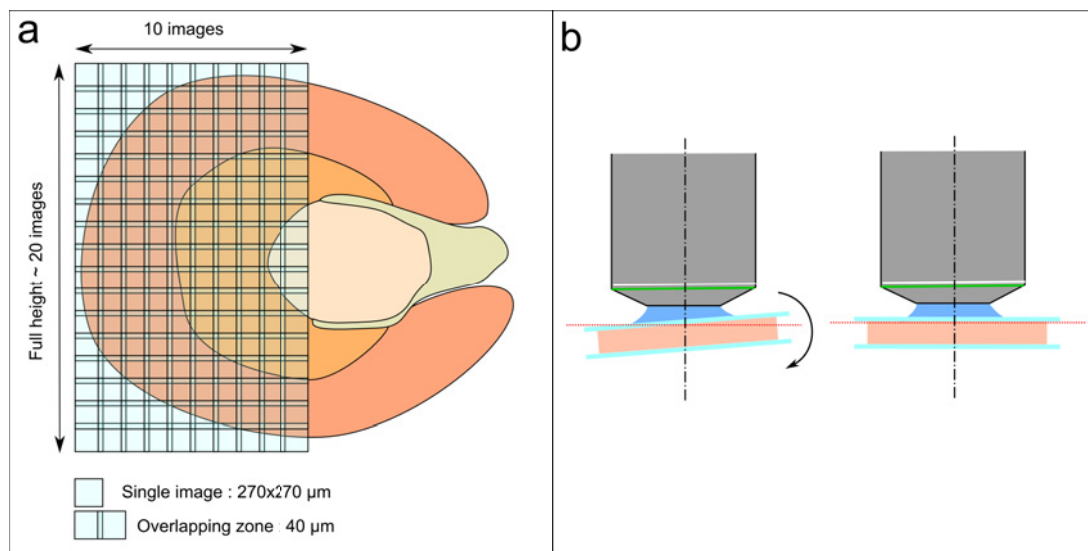 a
10 images
Full height ~ 20 images
Single image : 270x270 µm
Overlapping zone 40 µm
b